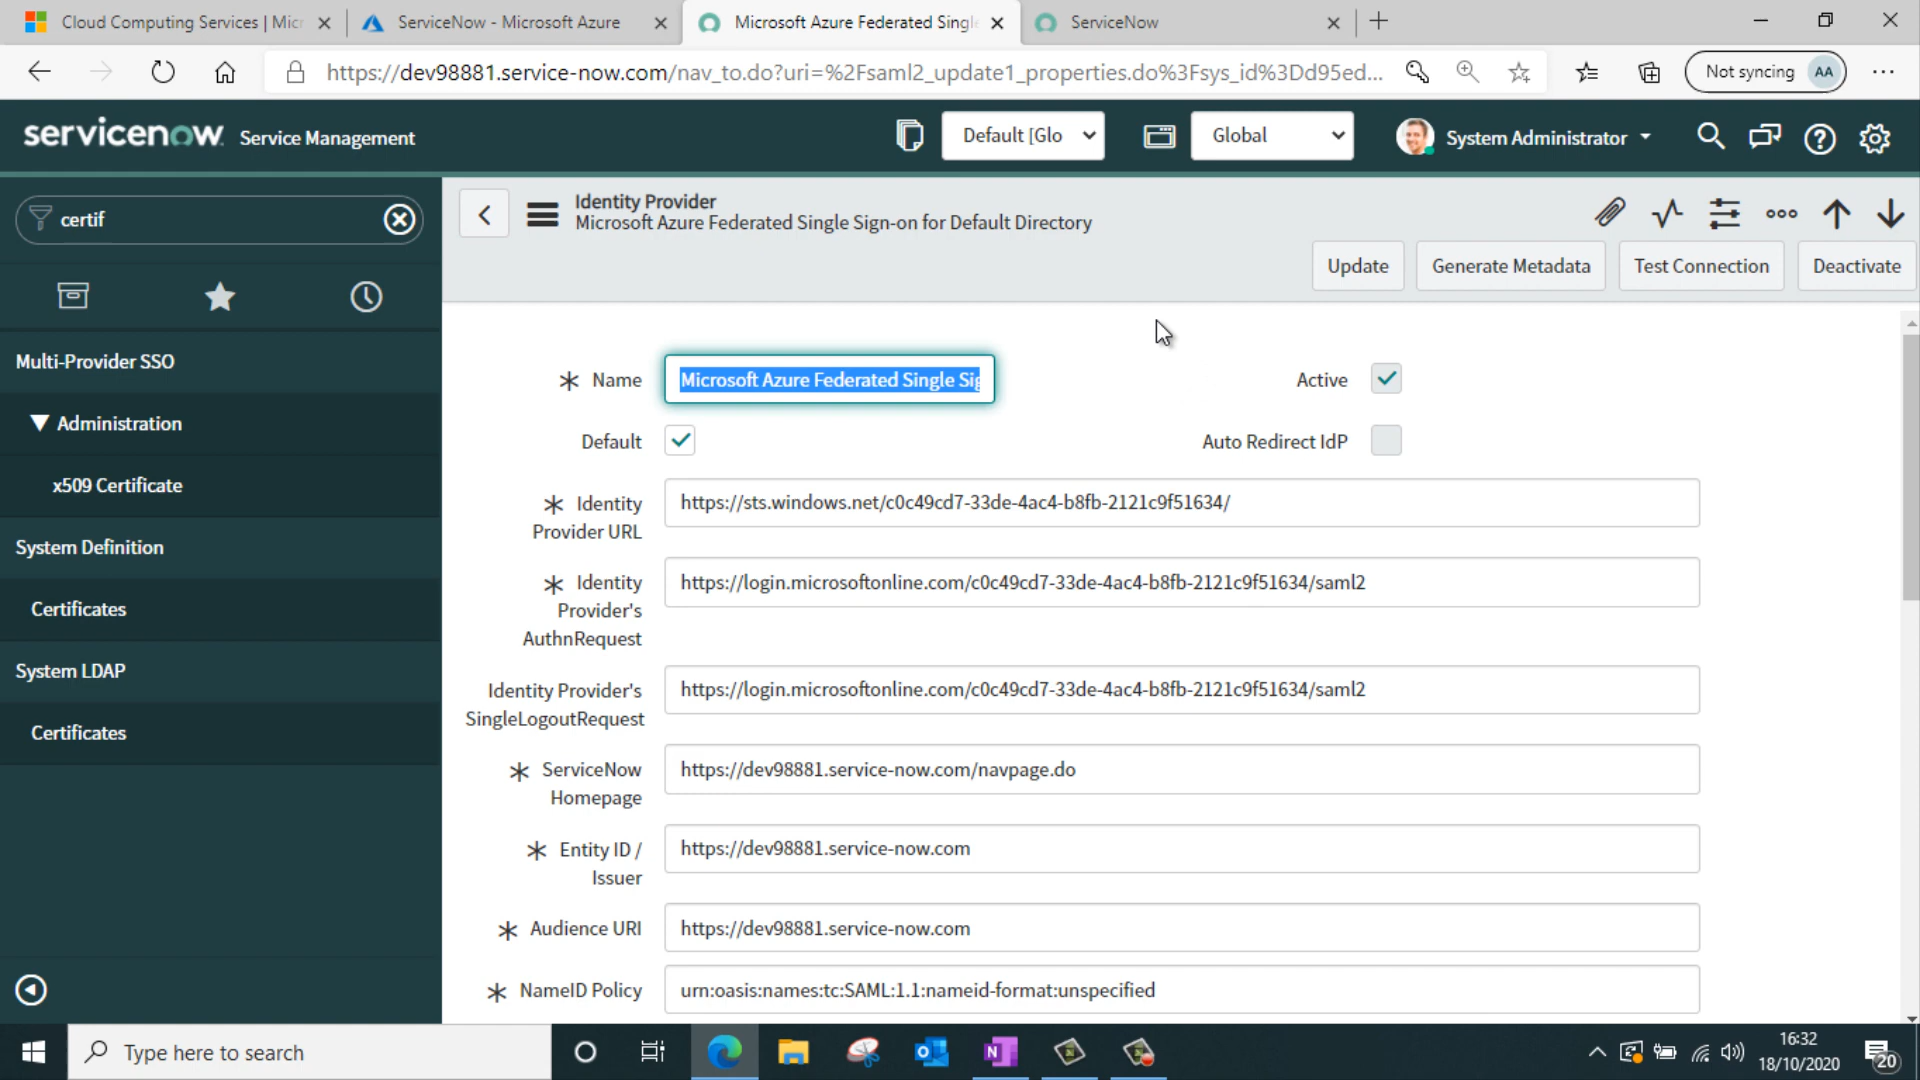 Cloud Computing Services | Micr
ServiceNow - Microsoft Azure
Microsoft Azure Federated Singl
ServiceNow
https://dev98881.service-now.com/nav_to.do?uri=%2Fsaml2_update1_properties.do%3Fsys_id%3Dd95ed...
Not syncing AA
servicenow Service Management
Default [Glo
Global
System Administrator
certif
Identity Provider
Microsoft Azure Federated Single Sign-on for Default Directory
Update
Generate Metadata
Test Connection
Deactivate
Multi-Provider SSO
Administration
x509 Certificate
System Definition
Certificates
System LDAP
Certificates
Name
Microsoft Azure Federated Single Sig
Active
Default
Auto Redirect IdP
Identity
Provider URL
https://sts.windows.net/c0c49cd7-33de-4ac4-b8fb-2121c9f51634/
Identity
Provider's
AuthnRequest
https://login.microsoftonline.com/c0c49cd7-33de-4ac4-b8fb-2121c9f51634/saml2
Identity Provider's
SingleLogoutRequest
https://login.microsoftonline.com/c0c49cd7-33de-4ac4-b8fb-2121c9f51634/saml2
ServiceNow
Homepage
https://dev98881.service-now.com/navpage.do
Entity ID /
Issuer
https://dev98881.service-now.com
Audience URI
https://dev98881.service-now.com
NameID Policy
urn:oasis:names:tc:SAML:1.1:nameid-format:unspecified
Type here to search
16:32
18/10/2020
20